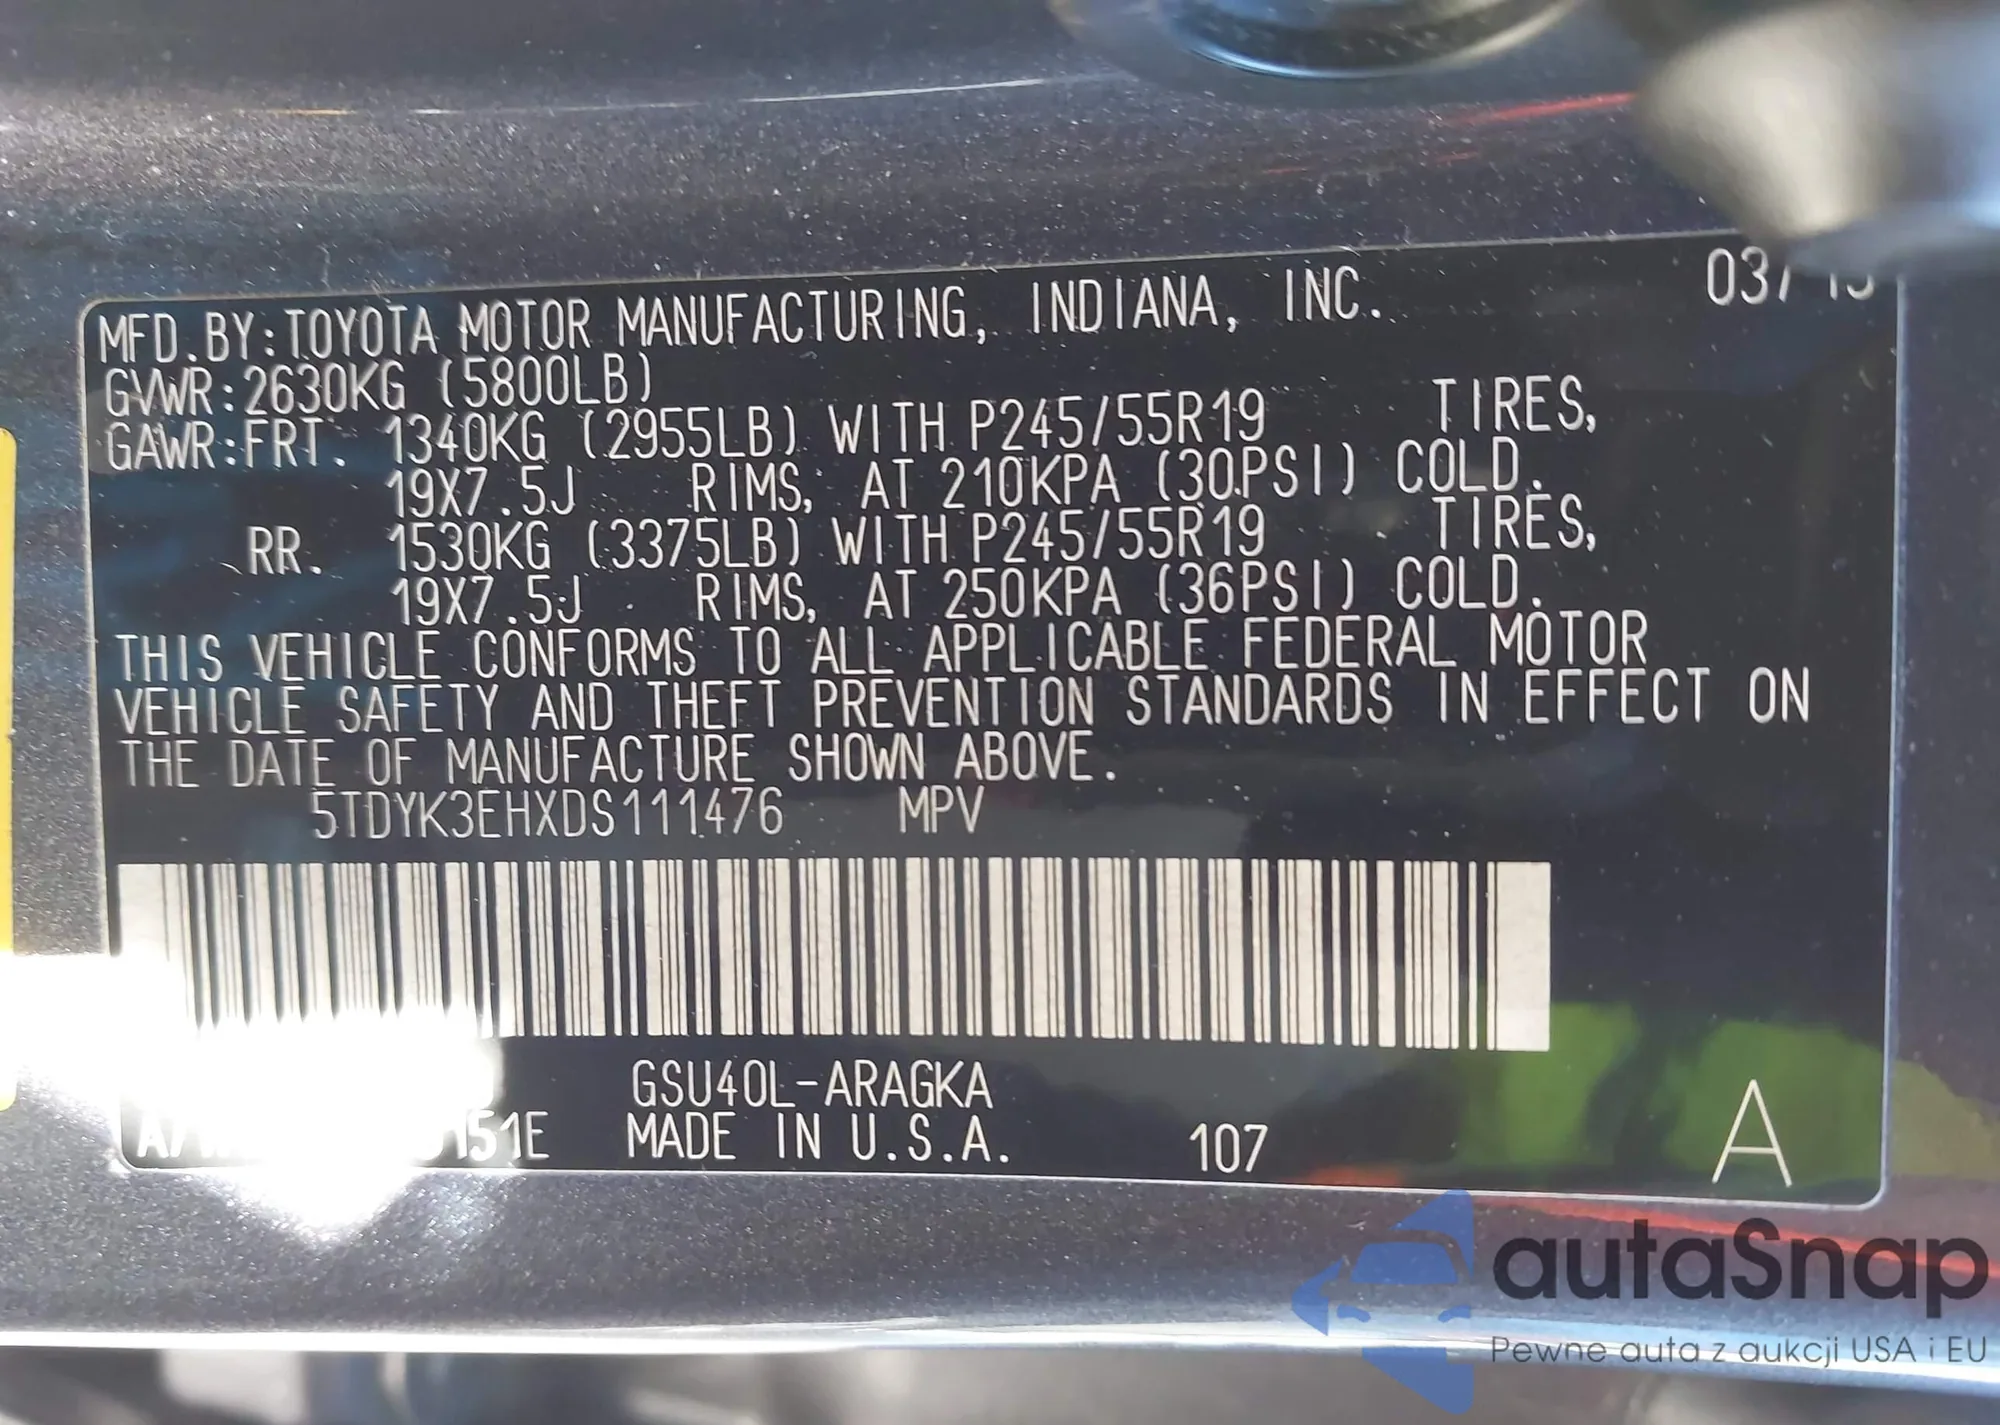 MFD.BY:TOYOTA MOTOR MANUFACTURING, INDIANA, INC.
GVWR:2630KG (5800LB)
GAWR:FRT. 1340KG (2955LB) WITH P245/55R19 TIRES,
19X7.5J RIMS, AT 210KPA (30PSI) COLD.
RR. 1530KG (3375LB) WITH P245/55R19 TIRES,
19X7.5J RIMS, AT 250KPA (36PSI) COLD.
THIS VEHICLE CONFORMS TO ALL APPLICABLE FEDERAL MOTOR
VEHICLE SAFETY AND THEFT PREVENTION STANDARDS IN EFFECT ON
THE DATE OF MANUFACTURE SHOWN ABOVE.
5TDYK3EHXDS111476 MPV
GSU40L-ARAGKA
MADE IN U.S.A. 107 A
autaSnap
Pewne auta z aukcji USA i EU